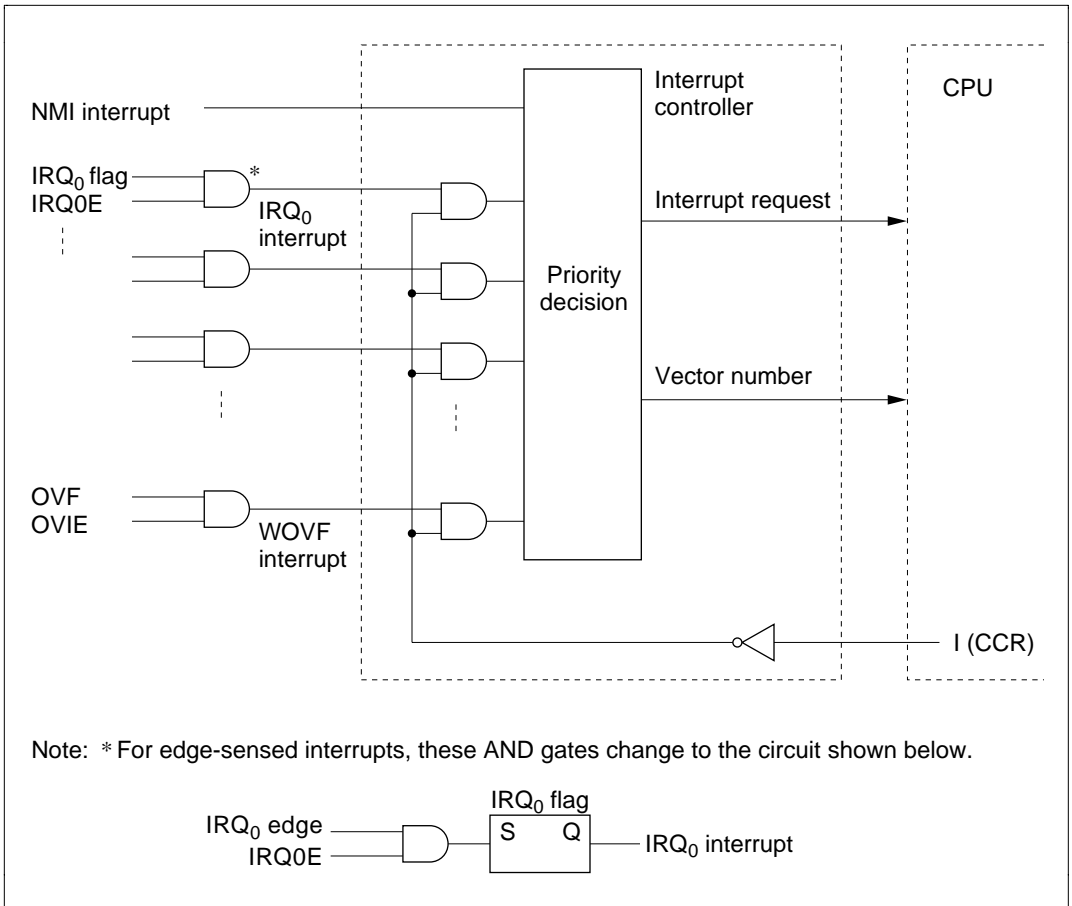 NMI interrupt
IRQ₀ flag
IRQ0E
*
IRQ₀
interrupt
OVF
OVIE
WOVF
interrupt
Priority
decision
Interrupt
controller
Interrupt request
Vector number
CPU
I (CCR)
Note: * For edge-sensed interrupts, these AND gates change to the circuit shown below.
IRQ₀ flag
IRQ₀ edge
IRQ0E
S Q
IRQ₀ interrupt